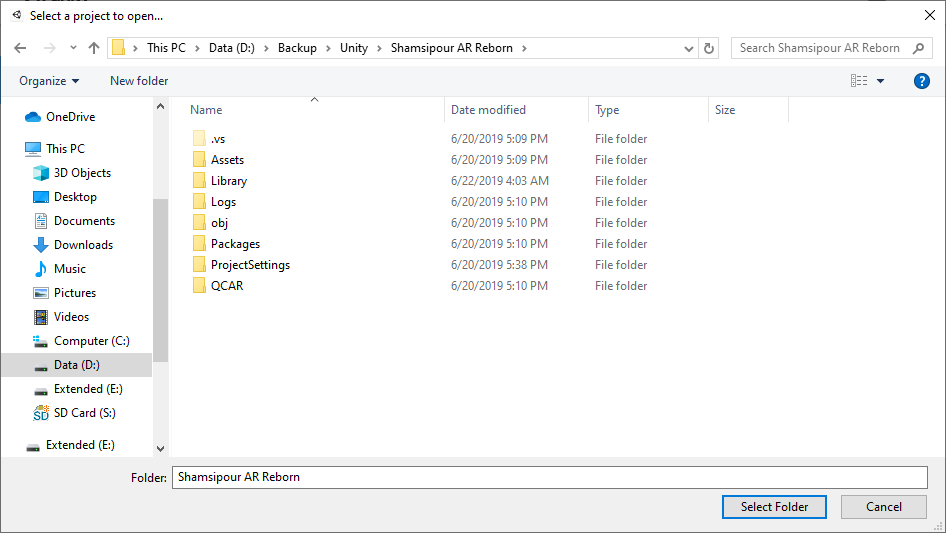 Select a project to open...
This PC > Data (D:) > Backup > Unity > Shamsipour AR Reborn >
Search Shamsipour AR Reborn
Organize
New folder
?
OneDrive
This PC
3D Objects
Desktop
Documents
Downloads
Music
Pictures
Videos
Computer (C:)
Data (D:)
Extended (E:)
SD Card (S:)
Extended (E:)
Name Date modified Type Size
.vs 6/20/2019 5:09 PM File folder
Assets 6/20/2019 5:09 PM File folder
Library 6/22/2019 4:03 AM File folder
Logs 6/20/2019 5:10 PM File folder
obj 6/20/2019 5:10 PM File folder
Packages 6/20/2019 5:10 PM File folder
ProjectSettings 6/20/2019 5:38 PM File folder
QCAR 6/20/2019 5:10 PM File folder
Folder: Shamsipour AR Reborn
Select Folder Cancel